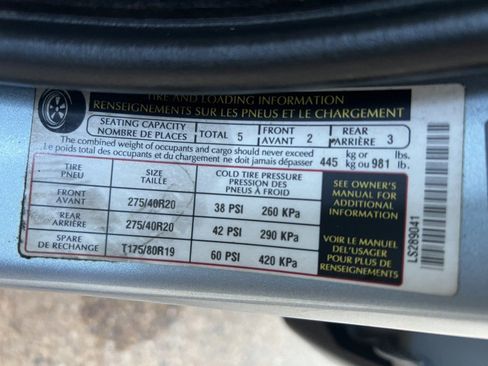 TIRE AND LOADING INFORMATION
RENSEIGNEMENTS SUR LES PNEUS ET LE CHARGEMENT
SEATING CAPACITY
NOMBRE DE PLACES
TOTAL 5
FRONT
AVANT 2
REAR
ARRIÈRE 3
The combined weight of occupants and cargo should never exceed
Le poids total des occupants et du chargement ne doit jamais dépasser
445 kg or kg ou 981 lbs. lb.
TIRE
PNEU
SIZE
TAILLE
COLD TIRE PRESSURE
PRESSION DES
PNEUS À FROID
FRONT
AVANT
275/40R20
38 PSI 260 KPa
REAR
ARRIÈRE
275/40R20
42 PSI 290 KPa
SPARE
DE RECHANGE
T175/80R19
60 PSI 420 KPa
SEE OWNER'S
MANUAL FOR
ADDITIONAL
INFORMATION
VOIR LE MANUEL
DEL'USAGER
POUR PLUS DE
RENSEIGNEMENTS
LS289041